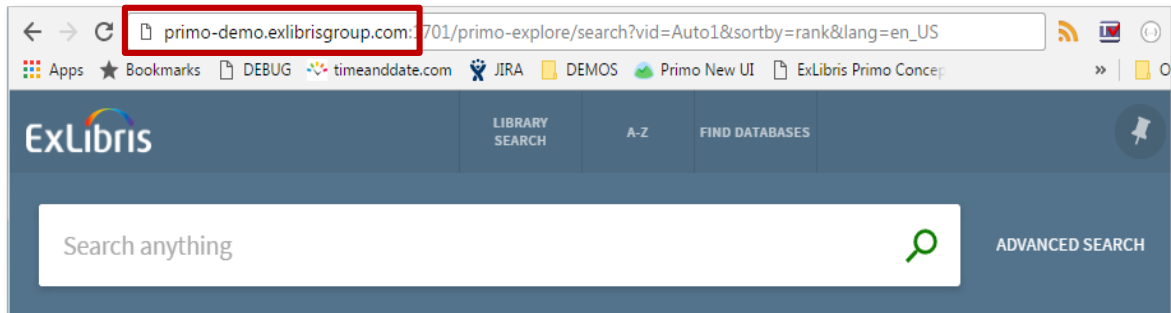 primo-demo.exlibrisgroup.com:1701/primo-explore/search?vid=Auto1&sortby=rank&lang=en_US
Apps Bookmarks DEBUG timeanddate.com JIRA DEMOS Primo New UI ExLibris Primo Concep » O
ExLibris
LIBRARY
SEARCH
A-Z
FIND DATABASES
Search anything
ADVANCED SEARCH